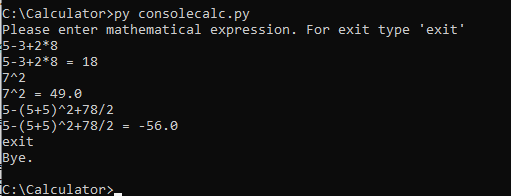 C:\Calculator>py consolecalc.py
Please enter mathematical expression. For exit type 'exit'
5-3+2*8
5-3+2*8 = 18
7^2
7^2 = 49.0
5-(5+5)^2+78/2
5-(5+5)^2+78/2 = -56.0
exit
Bye.
C:\Calculator>